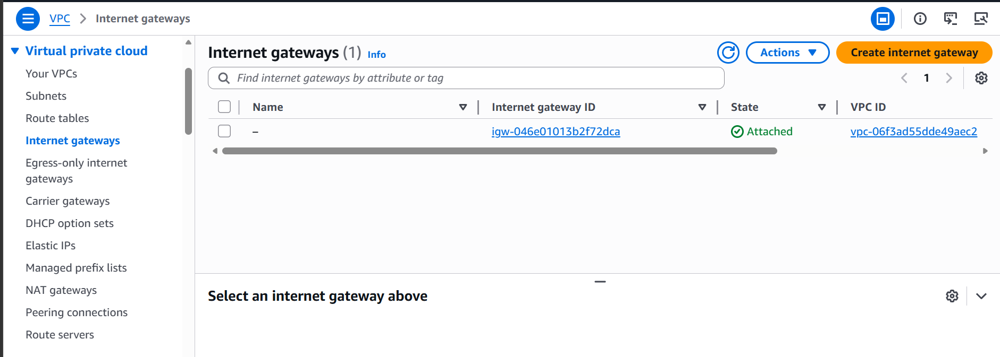 VPC > Internet gateways
Virtual private cloud
Your VPCs
Subnets
Route tables
Internet gateways
Egress-only internet
gateways
Carrier gateways
DHCP option sets
Elastic IPs
Managed prefix lists
NAT gateways
Peering connections
Route servers
Internet gateways (1) Info
Actions
Create internet gateway
Find internet gateways by attribute or tag
1
Name Internet gateway ID State VPC ID
– igw-046e01013b2f72dca Attached vpc-06f3ad55dde49aec2
Select an internet gateway above